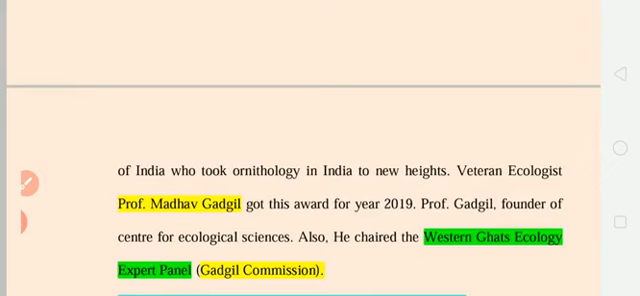 of India who took ornithology in India to new heights. Veteran Ecologist
Prof. Madhav Gadgil got this award for year 2019. Prof. Gadgil, founder of
centre for ecological sciences. Also, He chaired the Western Ghats Ecology
Expert Panel (Gadgil Commission).